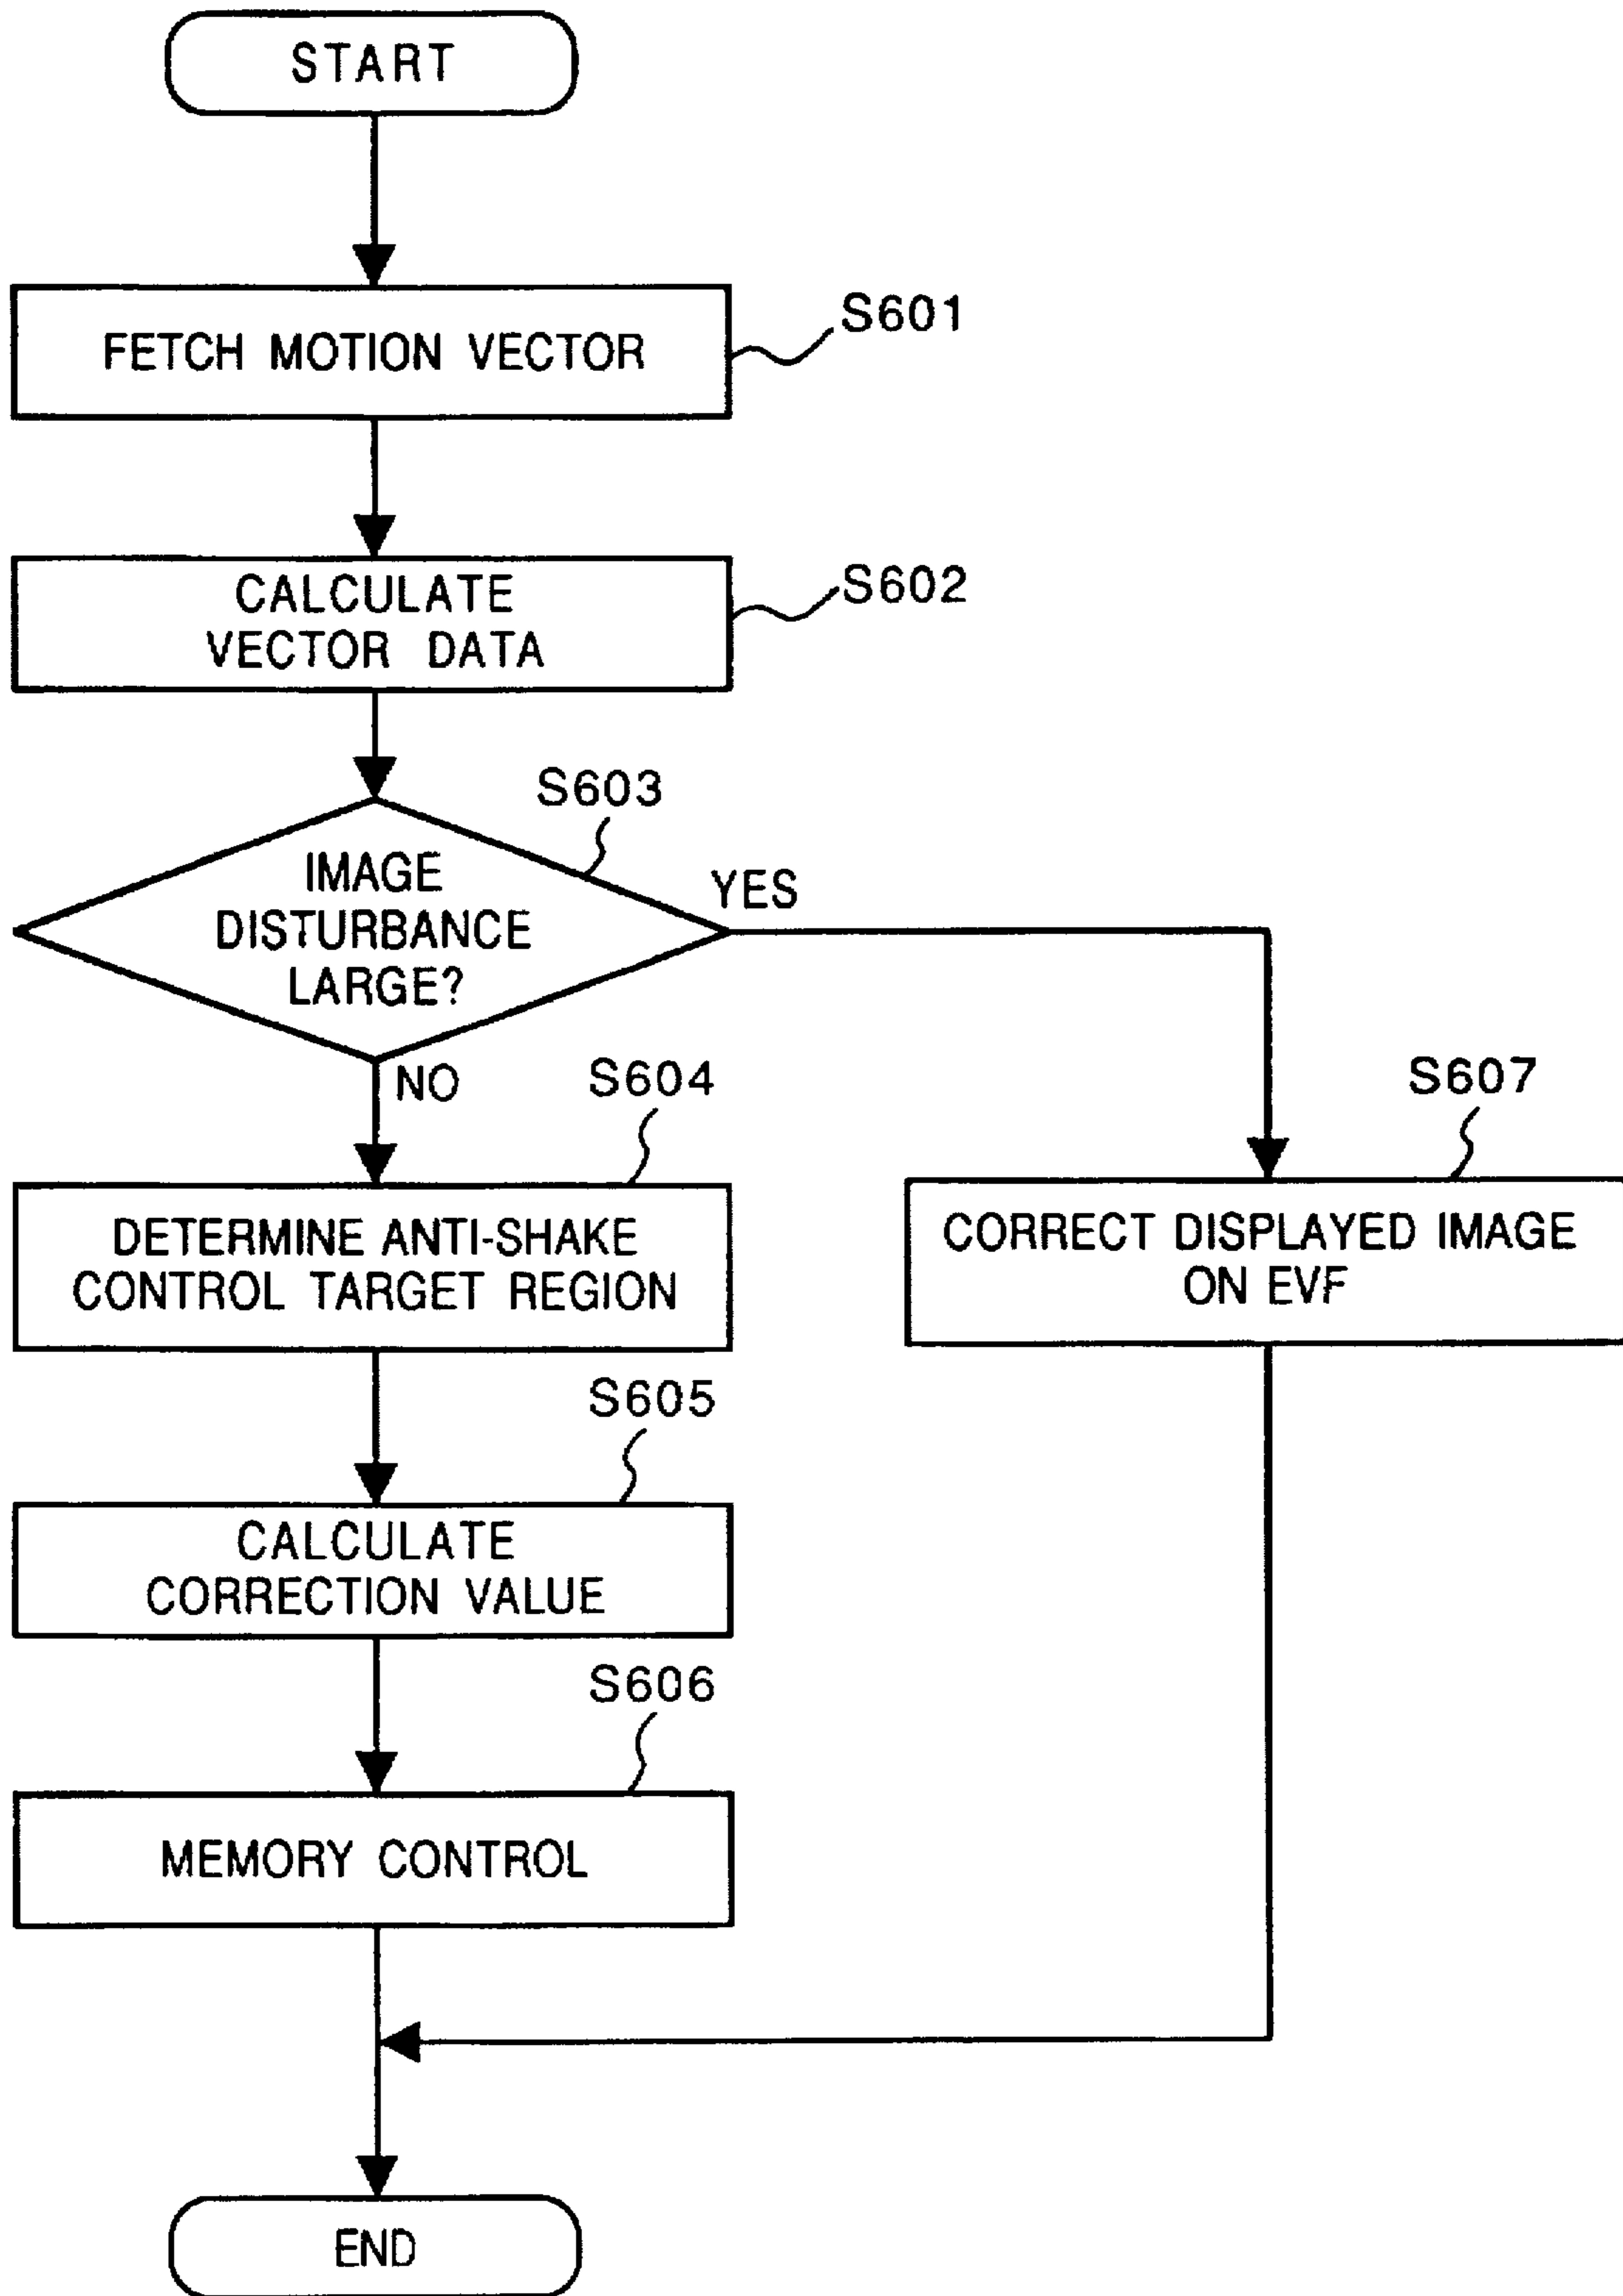 START
FETCH MOTION VECTOR
S601
CALCULATE
VECTOR DATA
S602
S603
IMAGE
DISTURBANCE
LARGE?
YES
NO
S604
DETERMINE ANTI-SHAKE
CONTROL TARGET REGION
S607
CORRECT DISPLAYED IMAGE
ON EVF
S605
CALCULATE
CORRECTION VALUE
S606
MEMORY CONTROL
END